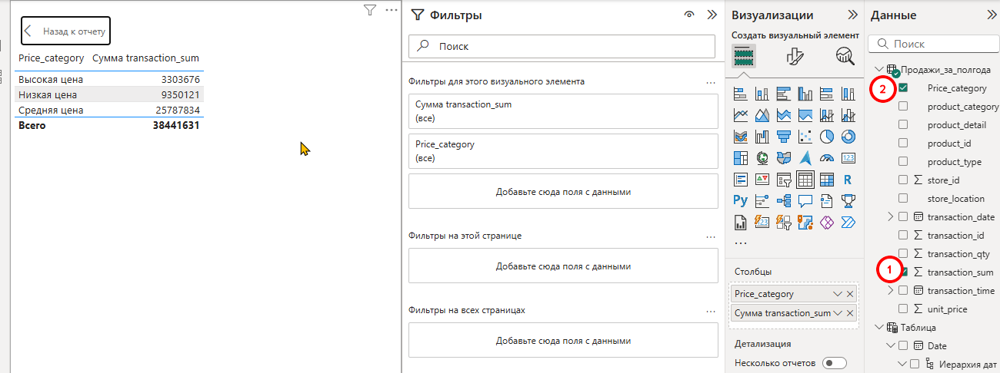 Назад к отчету
Price_category Сумма transaction_sum
Высокая цена 3303676
Низкая цена 9350121
Средняя цена 25787834
Всего 38441631
Фильтры
Поиск
Фильтры для этого визуального элемента
Сумма transaction_sum
(все)
Price_category
(все)
Добавьте сюда поля с данными
Фильтры на этой странице
Добавьте сюда поля с данными
Фильтры на всех страницах
Добавьте сюда поля с данными
Визуализации
Создать визуальный элемент
123
R
Py
123
Столбцы
Price_category
Сумма transaction_sum
Детализация
Несколько отчетов
Данные
Поиск
Продажи_за_полгода
2 Price_category
product_category
product_detail
product_id
product_type
store_id
store_location
transaction_date
transaction_id
transaction_qty
1 transaction_sum
transaction_time
unit_price
Таблица
Date
Иерархия дат